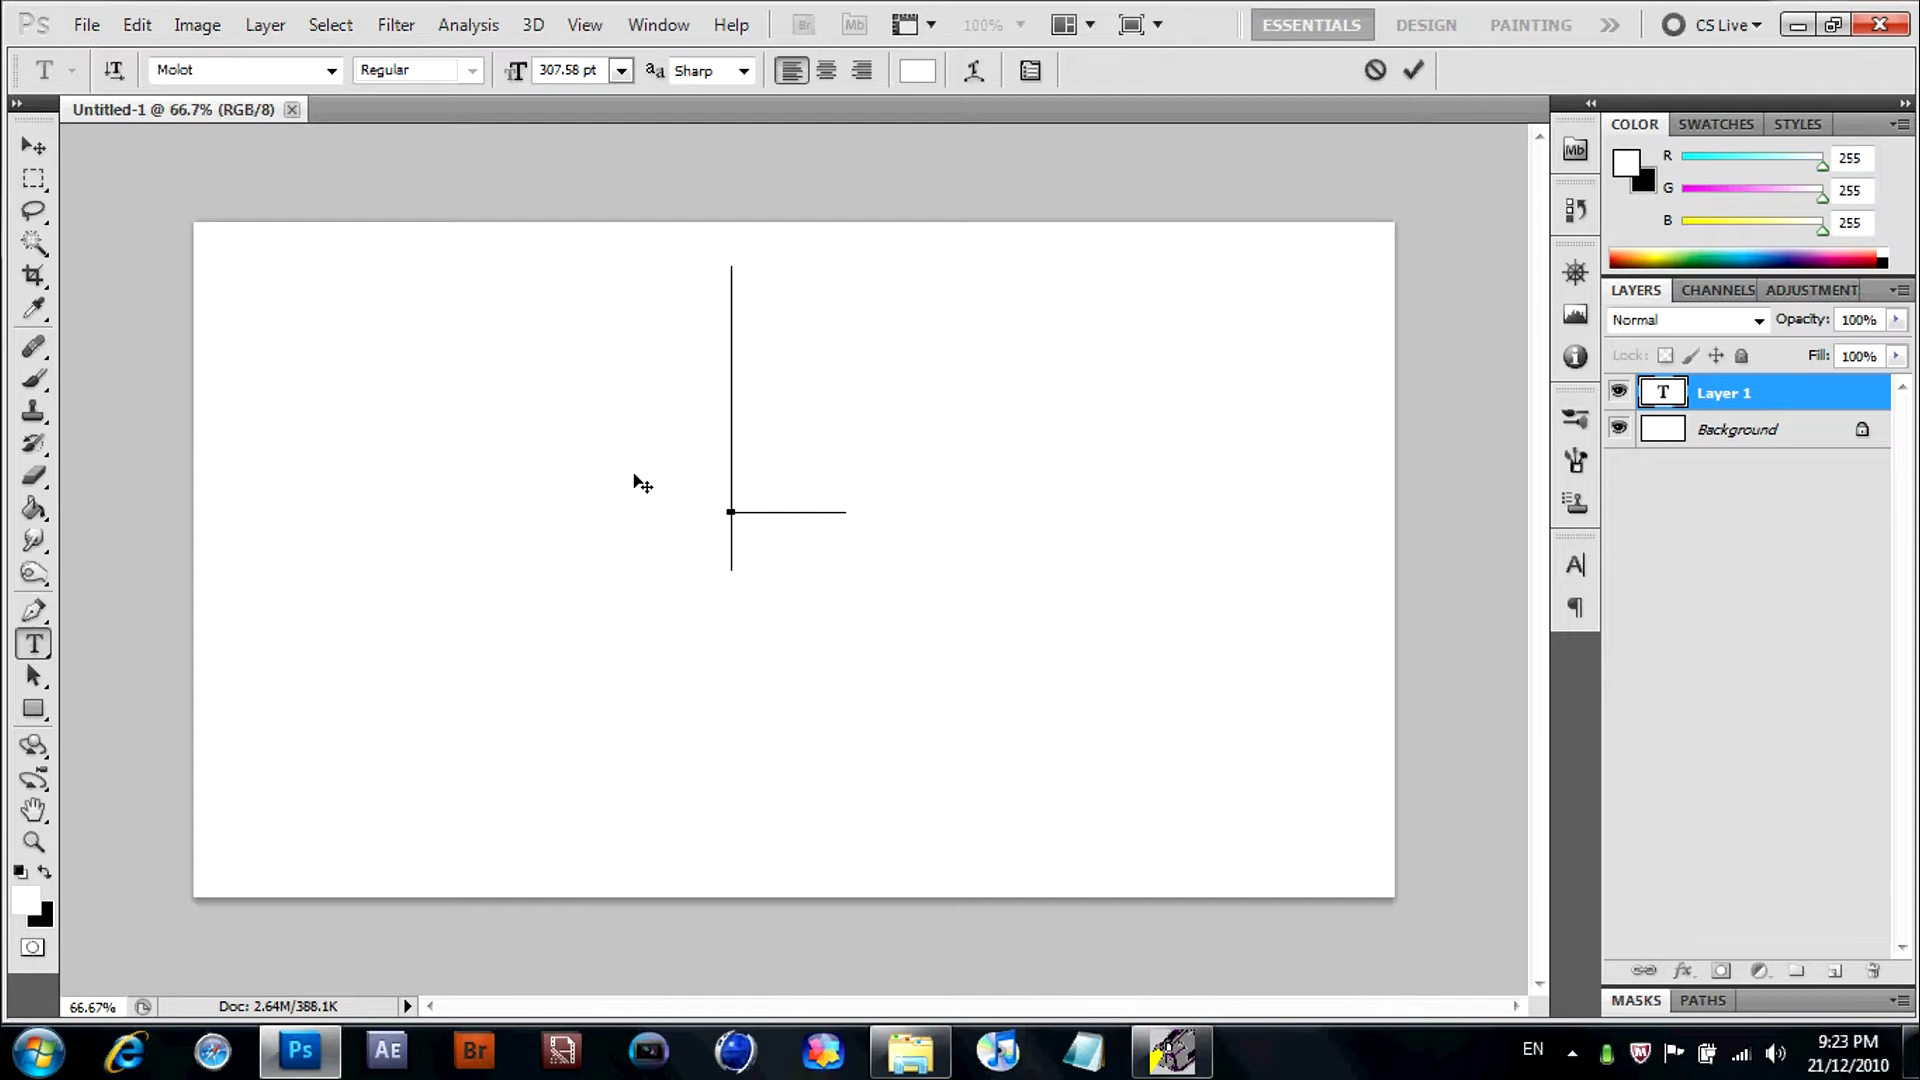 Ps File Edit Image Layer Select Filter Analysis 3D View Window Help Br Mb 100% ESSENTIALS DESIGN PAINTING CS Live
T T Molot Regular T 307.58 pt aa Sharp
Untitled-1 @ 66.7% (RGB/8)
COLOR SWATCHES STYLES
Mb
R 255
G 255
B 255
LAYERS CHANNELS ADJUSTMENT
Normal Opacity: 100%
Lock: Fill: 100%
T Layer 1
Background
A
T
66.67% Doc: 2.64M/388.1K
MASKS PATHS
Ps AE Br EN 9:23 PM
21/12/2010